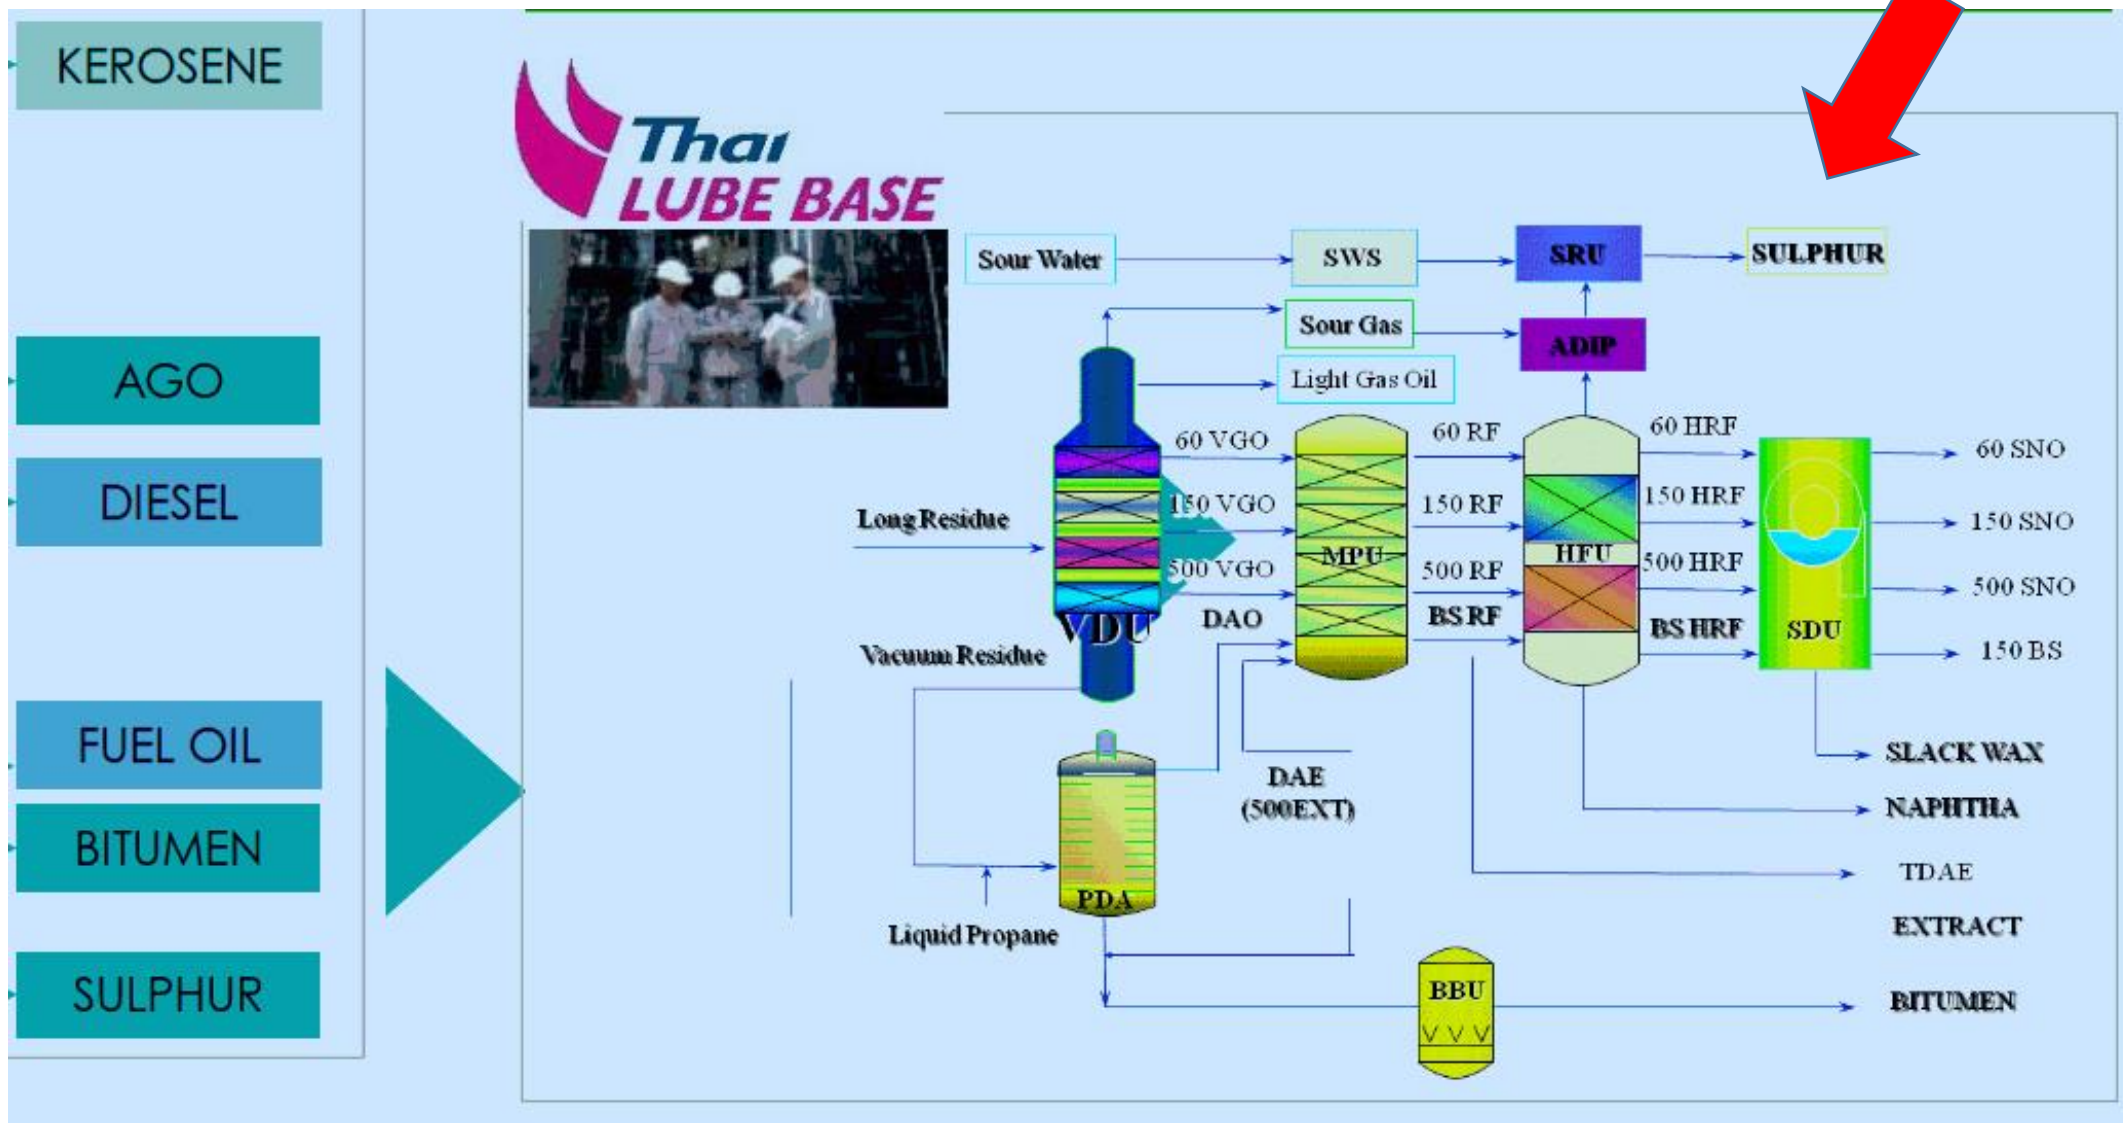 KEROSENE
AGO
DIESEL
FUEL OIL
BITUMEN
SULPHUR
Thai
LUBE BASE
Sour Water
SWS
SRU
SULPHUR
Sour Gas
ADIP
Light Gas Oil
60 VGO
60 RF
60 HRF
60 SNO
Long Residue
150 VGO
150 RF
150 HRF
150 SNO
MPU
HFU
500 VGO
500 RF
500 HRF
500 SNO
VDU
DAO
BS RF
BS HRF
SDU
150 BS
Vacuum Residue
DAE
(500EXT)
SLACK WAX
NAPHTHA
TDAE
PDA
Liquid Propane
EXTRACT
BBU
BITUMEN